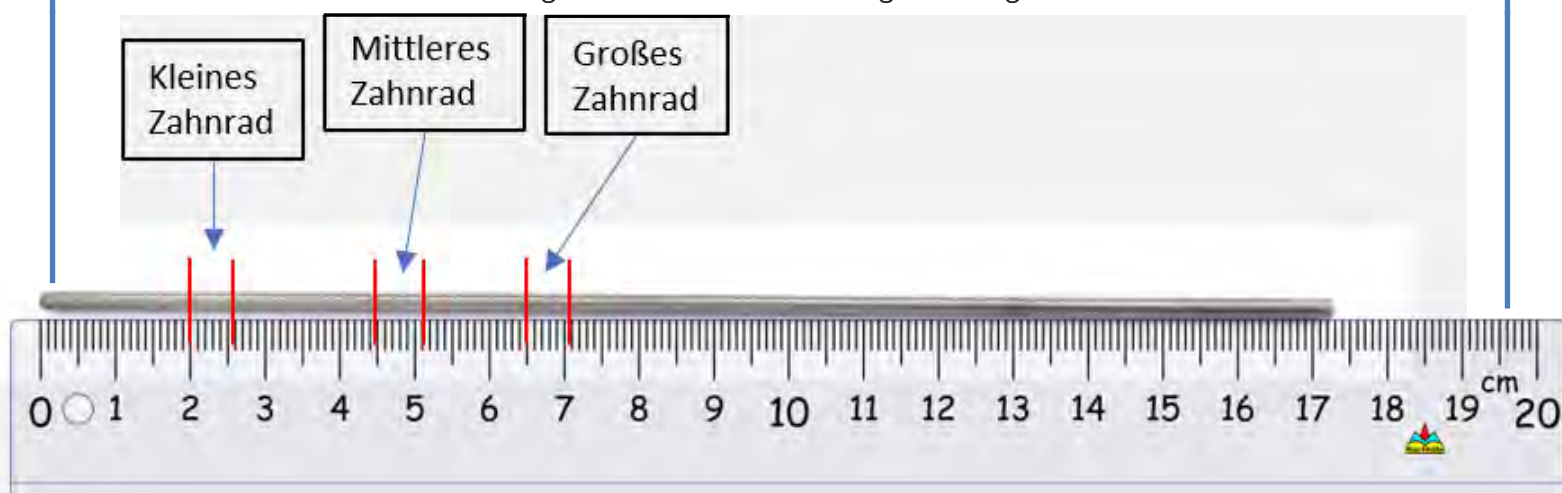 Kleines
Zahnrad
Mittleres
Zahnrad
Großes
Zahnrad
cm
0 1 2 3 4 5 6 7 8 9 10 11 12 13 14 15 16 17 18 19 20